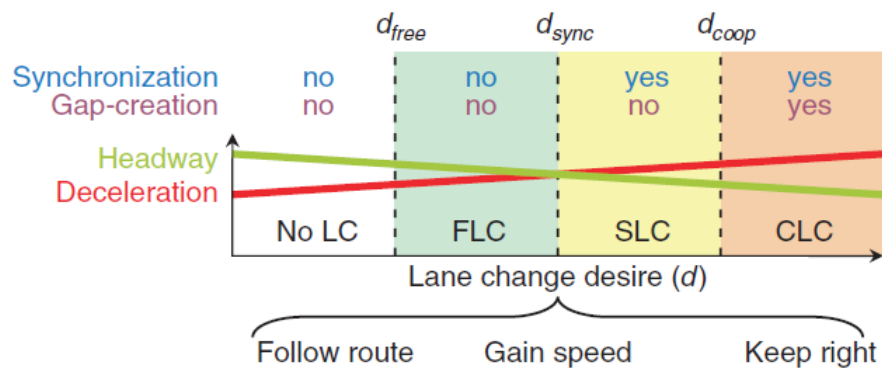 d_free d_sync d_coop
Synchronization no no yes yes
Gap-creation no no no yes
Headway
Deceleration
No LC FLC SLC CLC
Lane change desire (d)
Follow route Gain speed Keep right